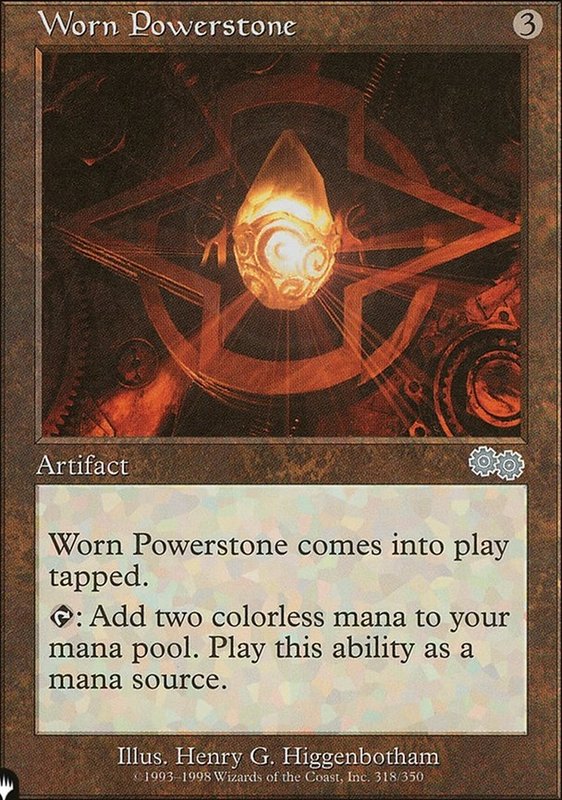 Worn Powerstone 3
Artifact
Worn Powerstone comes into play
tapped.
: Add two colorless mana to your
mana pool. Play this ability as a
mana source.
Illus. Henry G. Higgenbotham
©1993–1998 Wizards of the Coast, Inc. 318/350